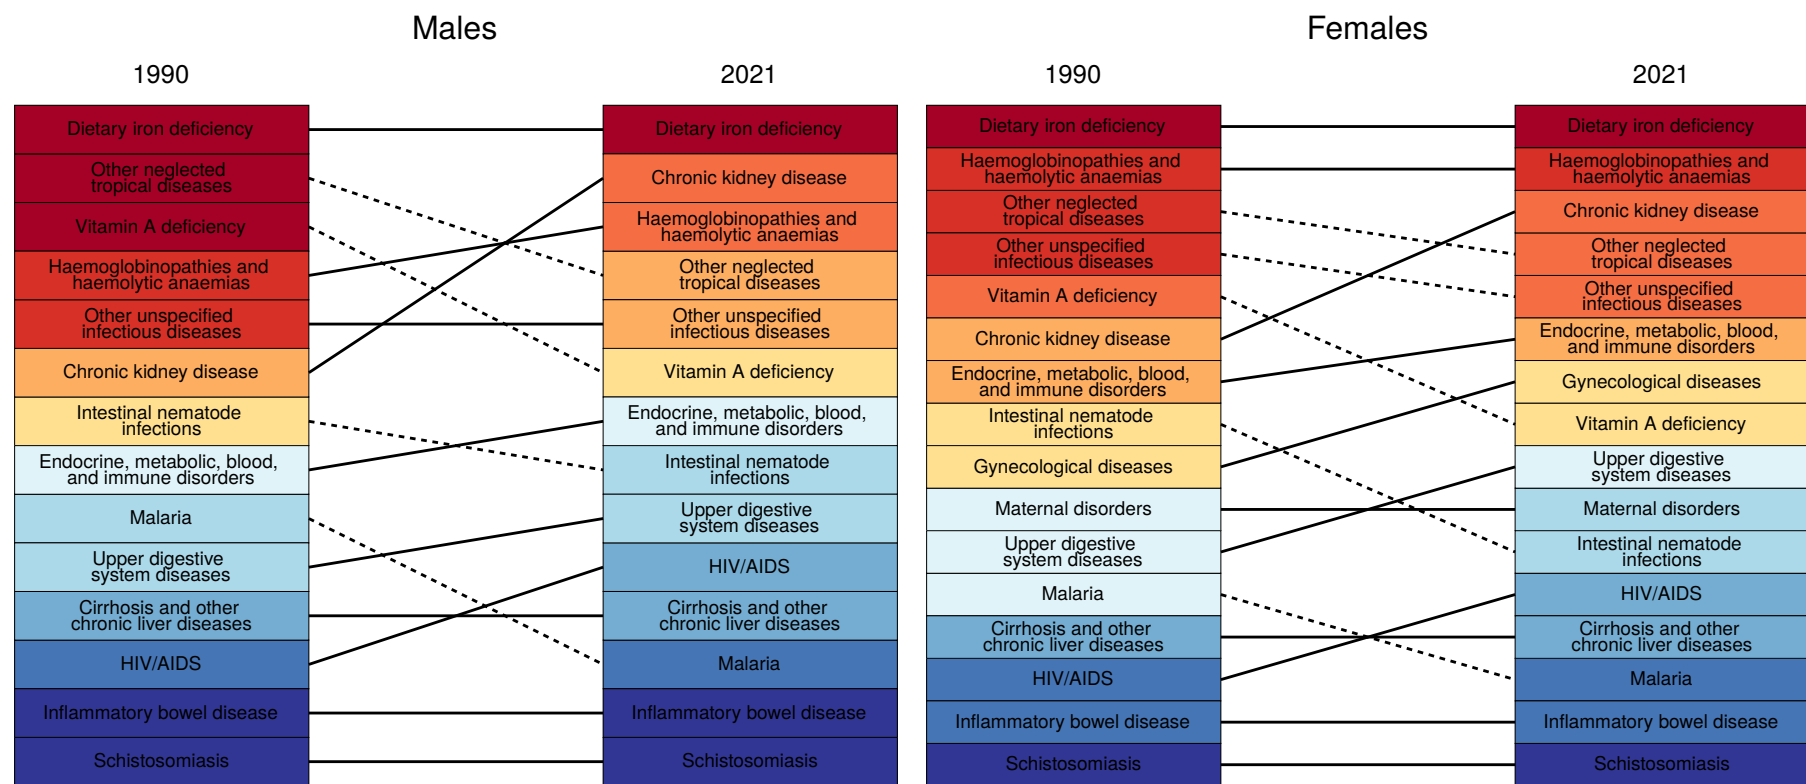 Males
1990
2021
Dietary iron deficiency
Other neglected
tropical diseases
Vitamin A deficiency
Haemoglobinopathies and
haemolytic anaemias
Other unspecified
infectious diseases
Chronic kidney disease
Intestinal nematode
infections
Endocrine, metabolic, blood,
and immune disorders
Malaria
Upper digestive
system diseases
Cirrhosis and other
chronic liver diseases
HIV/AIDS
Inflammatory bowel disease
Schistosomiasis
Dietary iron deficiency
Chronic kidney disease
Haemoglobinopathies and
haemolytic anaemias
Other neglected
tropical diseases
Other unspecified
infectious diseases
Vitamin A deficiency
Endocrine, metabolic, blood,
and immune disorders
Intestinal nematode
infections
Upper digestive
system diseases
HIV/AIDS
Cirrhosis and other
chronic liver diseases
Malaria
Inflammatory bowel disease
Schistosomiasis
Females
1990
2021
Dietary iron deficiency
Haemoglobinopathies and
haemolytic anaemias
Other neglected
tropical diseases
Other unspecified
infectious diseases
Vitamin A deficiency
Chronic kidney disease
Endocrine, metabolic, blood,
and immune disorders
Intestinal nematode
infections
Gynecological diseases
Maternal disorders
Upper digestive
system diseases
Malaria
Cirrhosis and other
chronic liver diseases
HIV/AIDS
Inflammatory bowel disease
Schistosomiasis
Dietary iron deficiency
Haemoglobinopathies and
haemolytic anaemias
Chronic kidney disease
Other neglected
tropical diseases
Other unspecified
infectious diseases
Endocrine, metabolic, blood,
and immune disorders
Gynecological diseases
Vitamin A deficiency
Upper digestive
system diseases
Maternal disorders
Intestinal nematode
infections
HIV/AIDS
Cirrhosis and other
chronic liver diseases
Malaria
Inflammatory bowel disease
Schistosomiasis